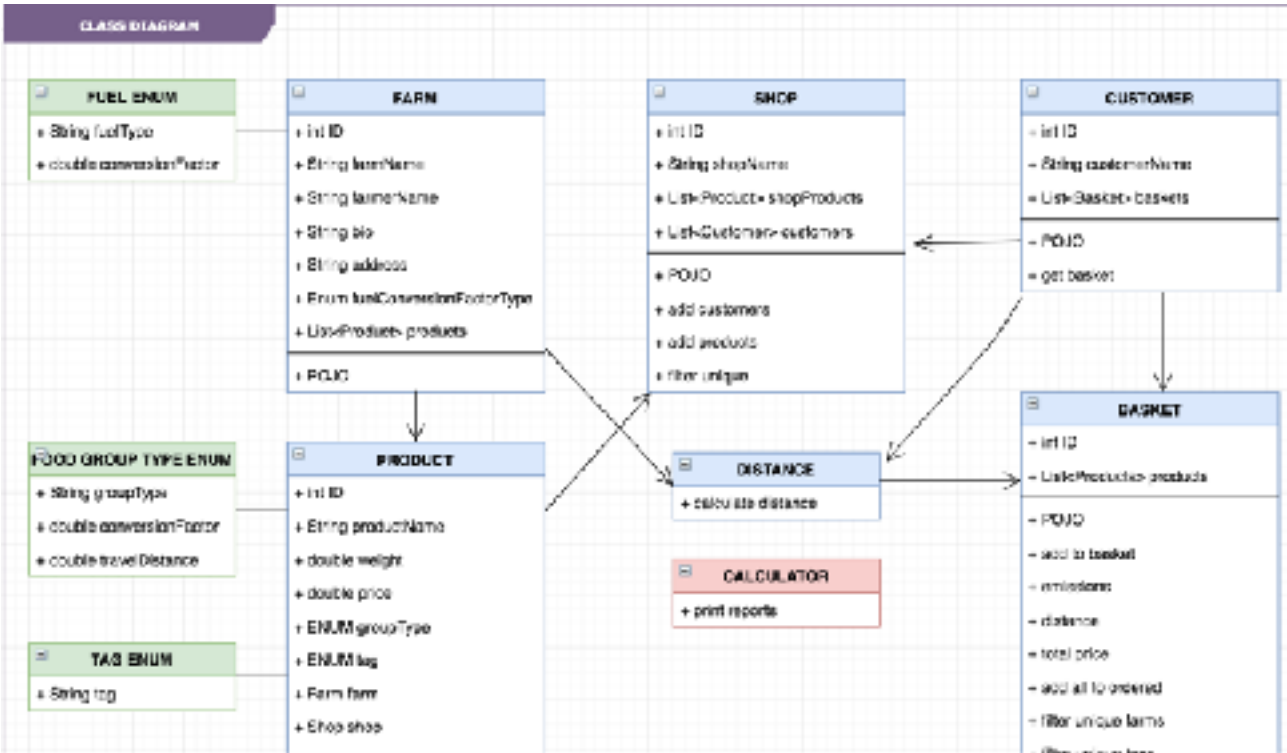 CLASS DIAGRAM
FUEL ENUM
+ String fuelType
+ double conversionFactor
FARM
+ int ID
+ String farmName
+ String farmerName
+ String bio
+ String address
+ Enum fuelConversionFactorType
+ List<Product> products
+ POJO
SHOP
+ int ID
+ String shopName
+ List<Product> shopProducts
+ List<Customer> customers
+ POJO
+ add customers
+ add products
+ filter unique
CUSTOMER
+ int ID
+ String customerName
+ List<Basket> baskets
+ POJO
+ get basket
FOOD GROUP TYPE ENUM
+ String groupType
+ double conversionFactor
+ double travelDistance
PRODUCT
+ int ID
+ String productName
+ double weight
+ double price
+ ENUM groupType
+ ENUM tag
+ Farm farm
+ Shop shop
DISTANCE
+ calculate distance
CALCULATOR
+ print reports
BASKET
+ int ID
+ List<Products> products
+ POJO
+ add to basket
+ emissions
+ distance
+ total price
+ add all to ordered
+ filter unique farms
TAG ENUM
+ String tag